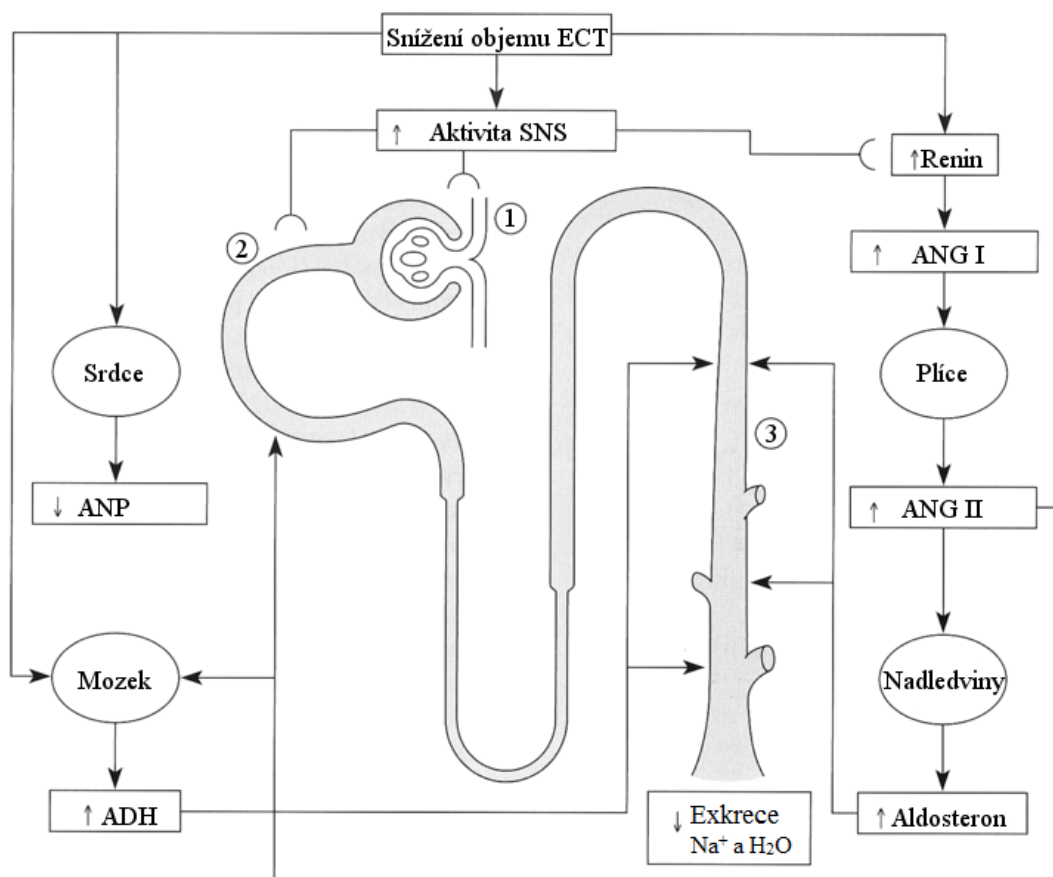 Snížení objemu ECT
↑ Aktivita SNS
↑Renin
①
②
↑ ANG I
Srdce
Plíce
③
↓ ANP
↑ ANG II
Mozek
Nadledviny
↑ ADH
↓ Exkrece
Na⁺ a H₂O
↑ Aldosteron